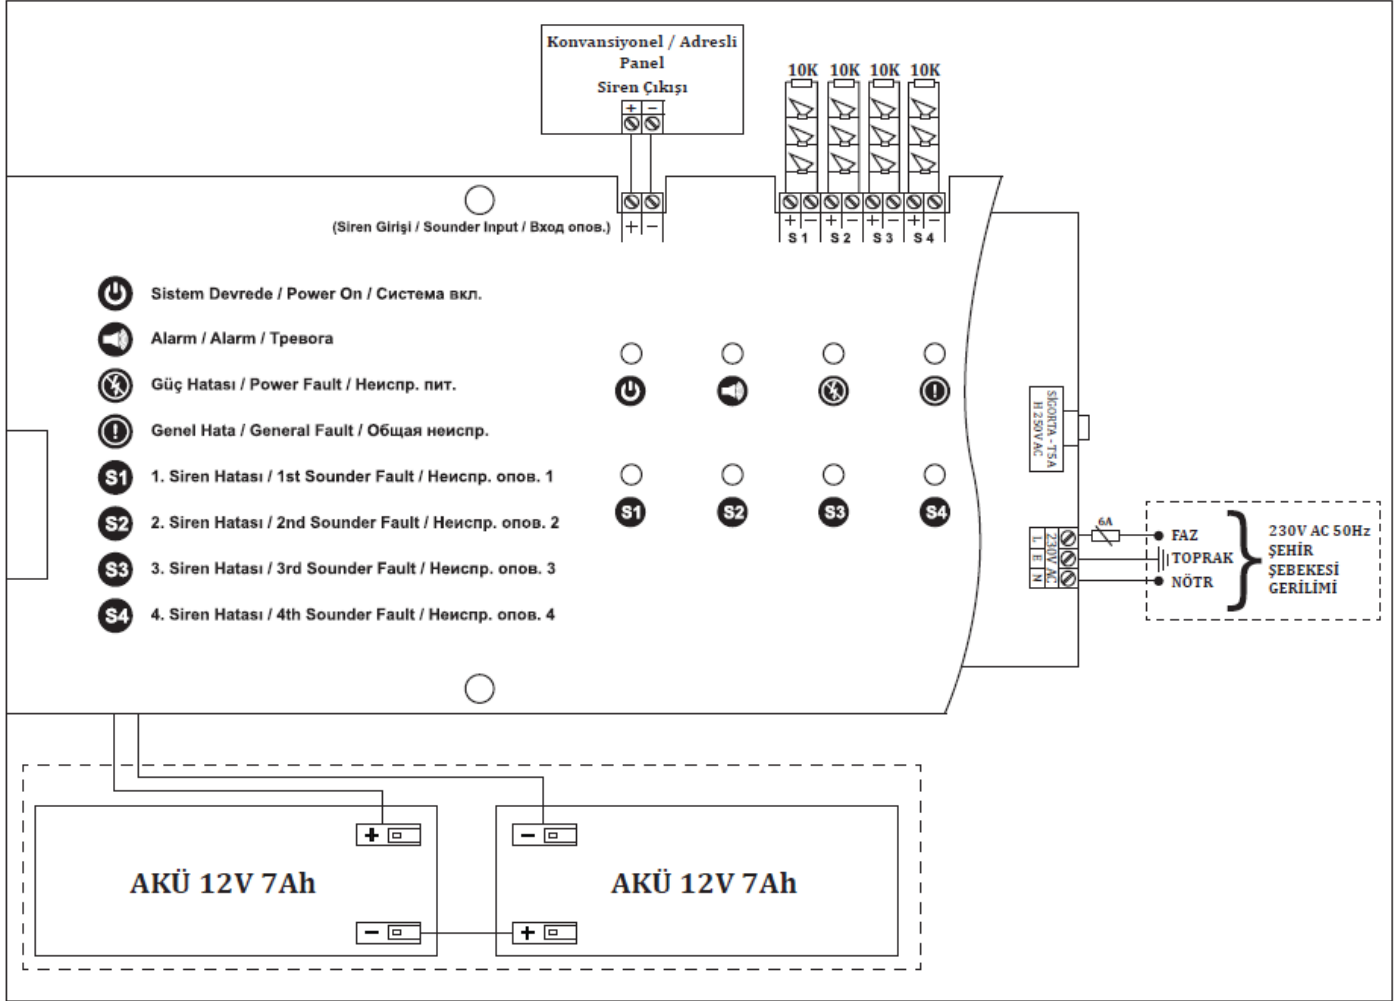 Konvansiyonel / Adresli
Panel
Siren Çıkışı
+ −
10K 10K 10K 10K
(Siren Girişi / Sounder Input / Вход опов.)
+ −
+ − + − + − + −
S 1 S 2 S 3 S 4
Sistem Devrede / Power On / Система вкл.
Alarm / Alarm / Тревога
Güç Hatası / Power Fault / Неиспр. пит.
Genel Hata / General Fault / Общая неиспр.
S1 1. Siren Hatası / 1st Sounder Fault / Неиспр. опов. 1
S2 2. Siren Hatası / 2nd Sounder Fault / Неиспр. опов. 2
S3 3. Siren Hatası / 3rd Sounder Fault / Неиспр. опов. 3
S4 4. Siren Hatası / 4th Sounder Fault / Неиспр. опов. 4
S1 S2 S3 S4
SİGORTA - T5A
H 250V AC
230V AC
L E N
6A
FAZ
TOPRAK
NÖTR
230V AC 50Hz
ŞEHİR
ŞEBEKESİ
GERİLİMİ
+ −
AKÜ 12V 7Ah
AKÜ 12V 7Ah
− +